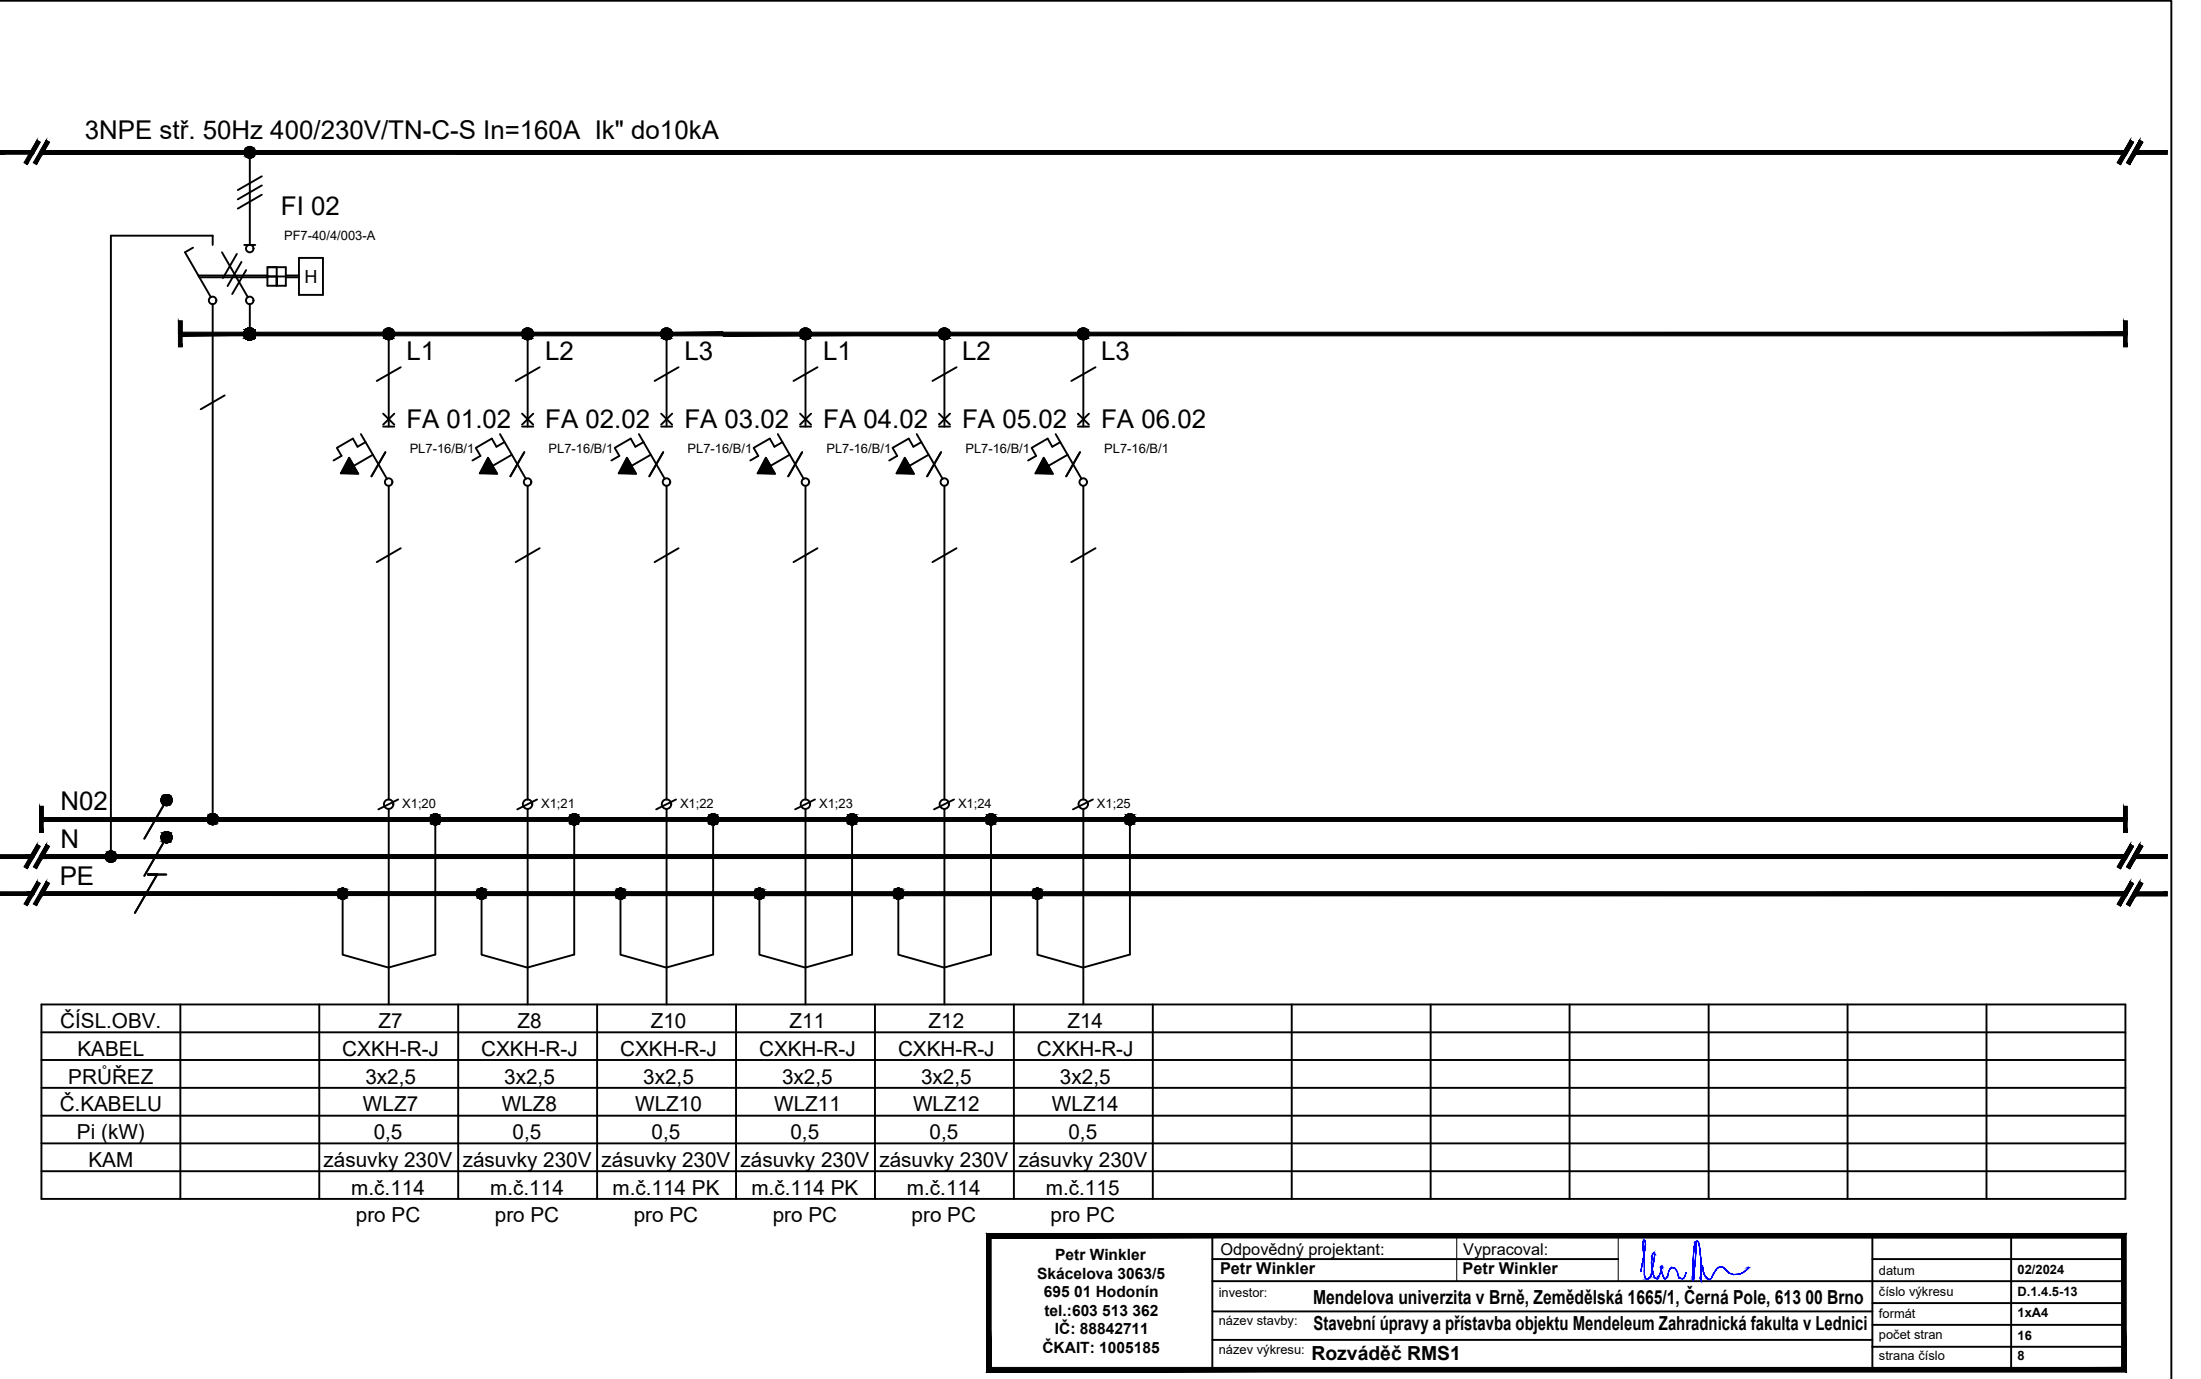 3NPE stř. 50Hz 400/230V/TN-C-S In=160A Ik" do10kA
FI 02
PF7-40/4/003-A
H
L1 L2 L3 L1 L2 L3
FA 01.02 FA 02.02 FA 03.02 FA 04.02 FA 05.02 FA 06.02
PL7-16/B/1 PL7-16/B/1 PL7-16/B/1 PL7-16/B/1 PL7-16/B/1 PL7-16/B/1
N02 X1;20 X1;21 X1;22 X1;23 X1;24 X1;25
N
PE
ČÍSL.OBV. Z7 Z8 Z10 Z11 Z12 Z14
KABEL CXKH-R-J CXKH-R-J CXKH-R-J CXKH-R-J CXKH-R-J CXKH-R-J
PRŮŘEZ 3x2,5 3x2,5 3x2,5 3x2,5 3x2,5 3x2,5
Č.KABELU WLZ7 WLZ8 WLZ10 WLZ11 WLZ12 WLZ14
Pi (kW) 0,5 0,5 0,5 0,5 0,5 0,5
KAM zásuvky 230V zásuvky 230V zásuvky 230V zásuvky 230V zásuvky 230V zásuvky 230V
m.č.114 m.č.114 m.č.114 PK m.č.114 PK m.č.114 m.č.115
pro PC pro PC pro PC pro PC pro PC pro PC
Petr Winkler
Skácelova 3063/5
695 01 Hodonín
tel.:603 513 362
IČ: 88842711
ČKAIT: 1005185
Odpovědný projektant: Vypracoval:
Petr Winkler Petr Winkler
investor: Mendelova univerzita v Brně, Zemědělská 1665/1, Černá Pole, 613 00 Brno
název stavby: Stavební úpravy a přístavba objektu Mendeleum Zahradnická fakulta v Lednici
název výkresu: Rozváděč RMS1
datum 02/2024
číslo výkresu D.1.4.5-13
formát 1xA4
počet stran 16
strana číslo 8